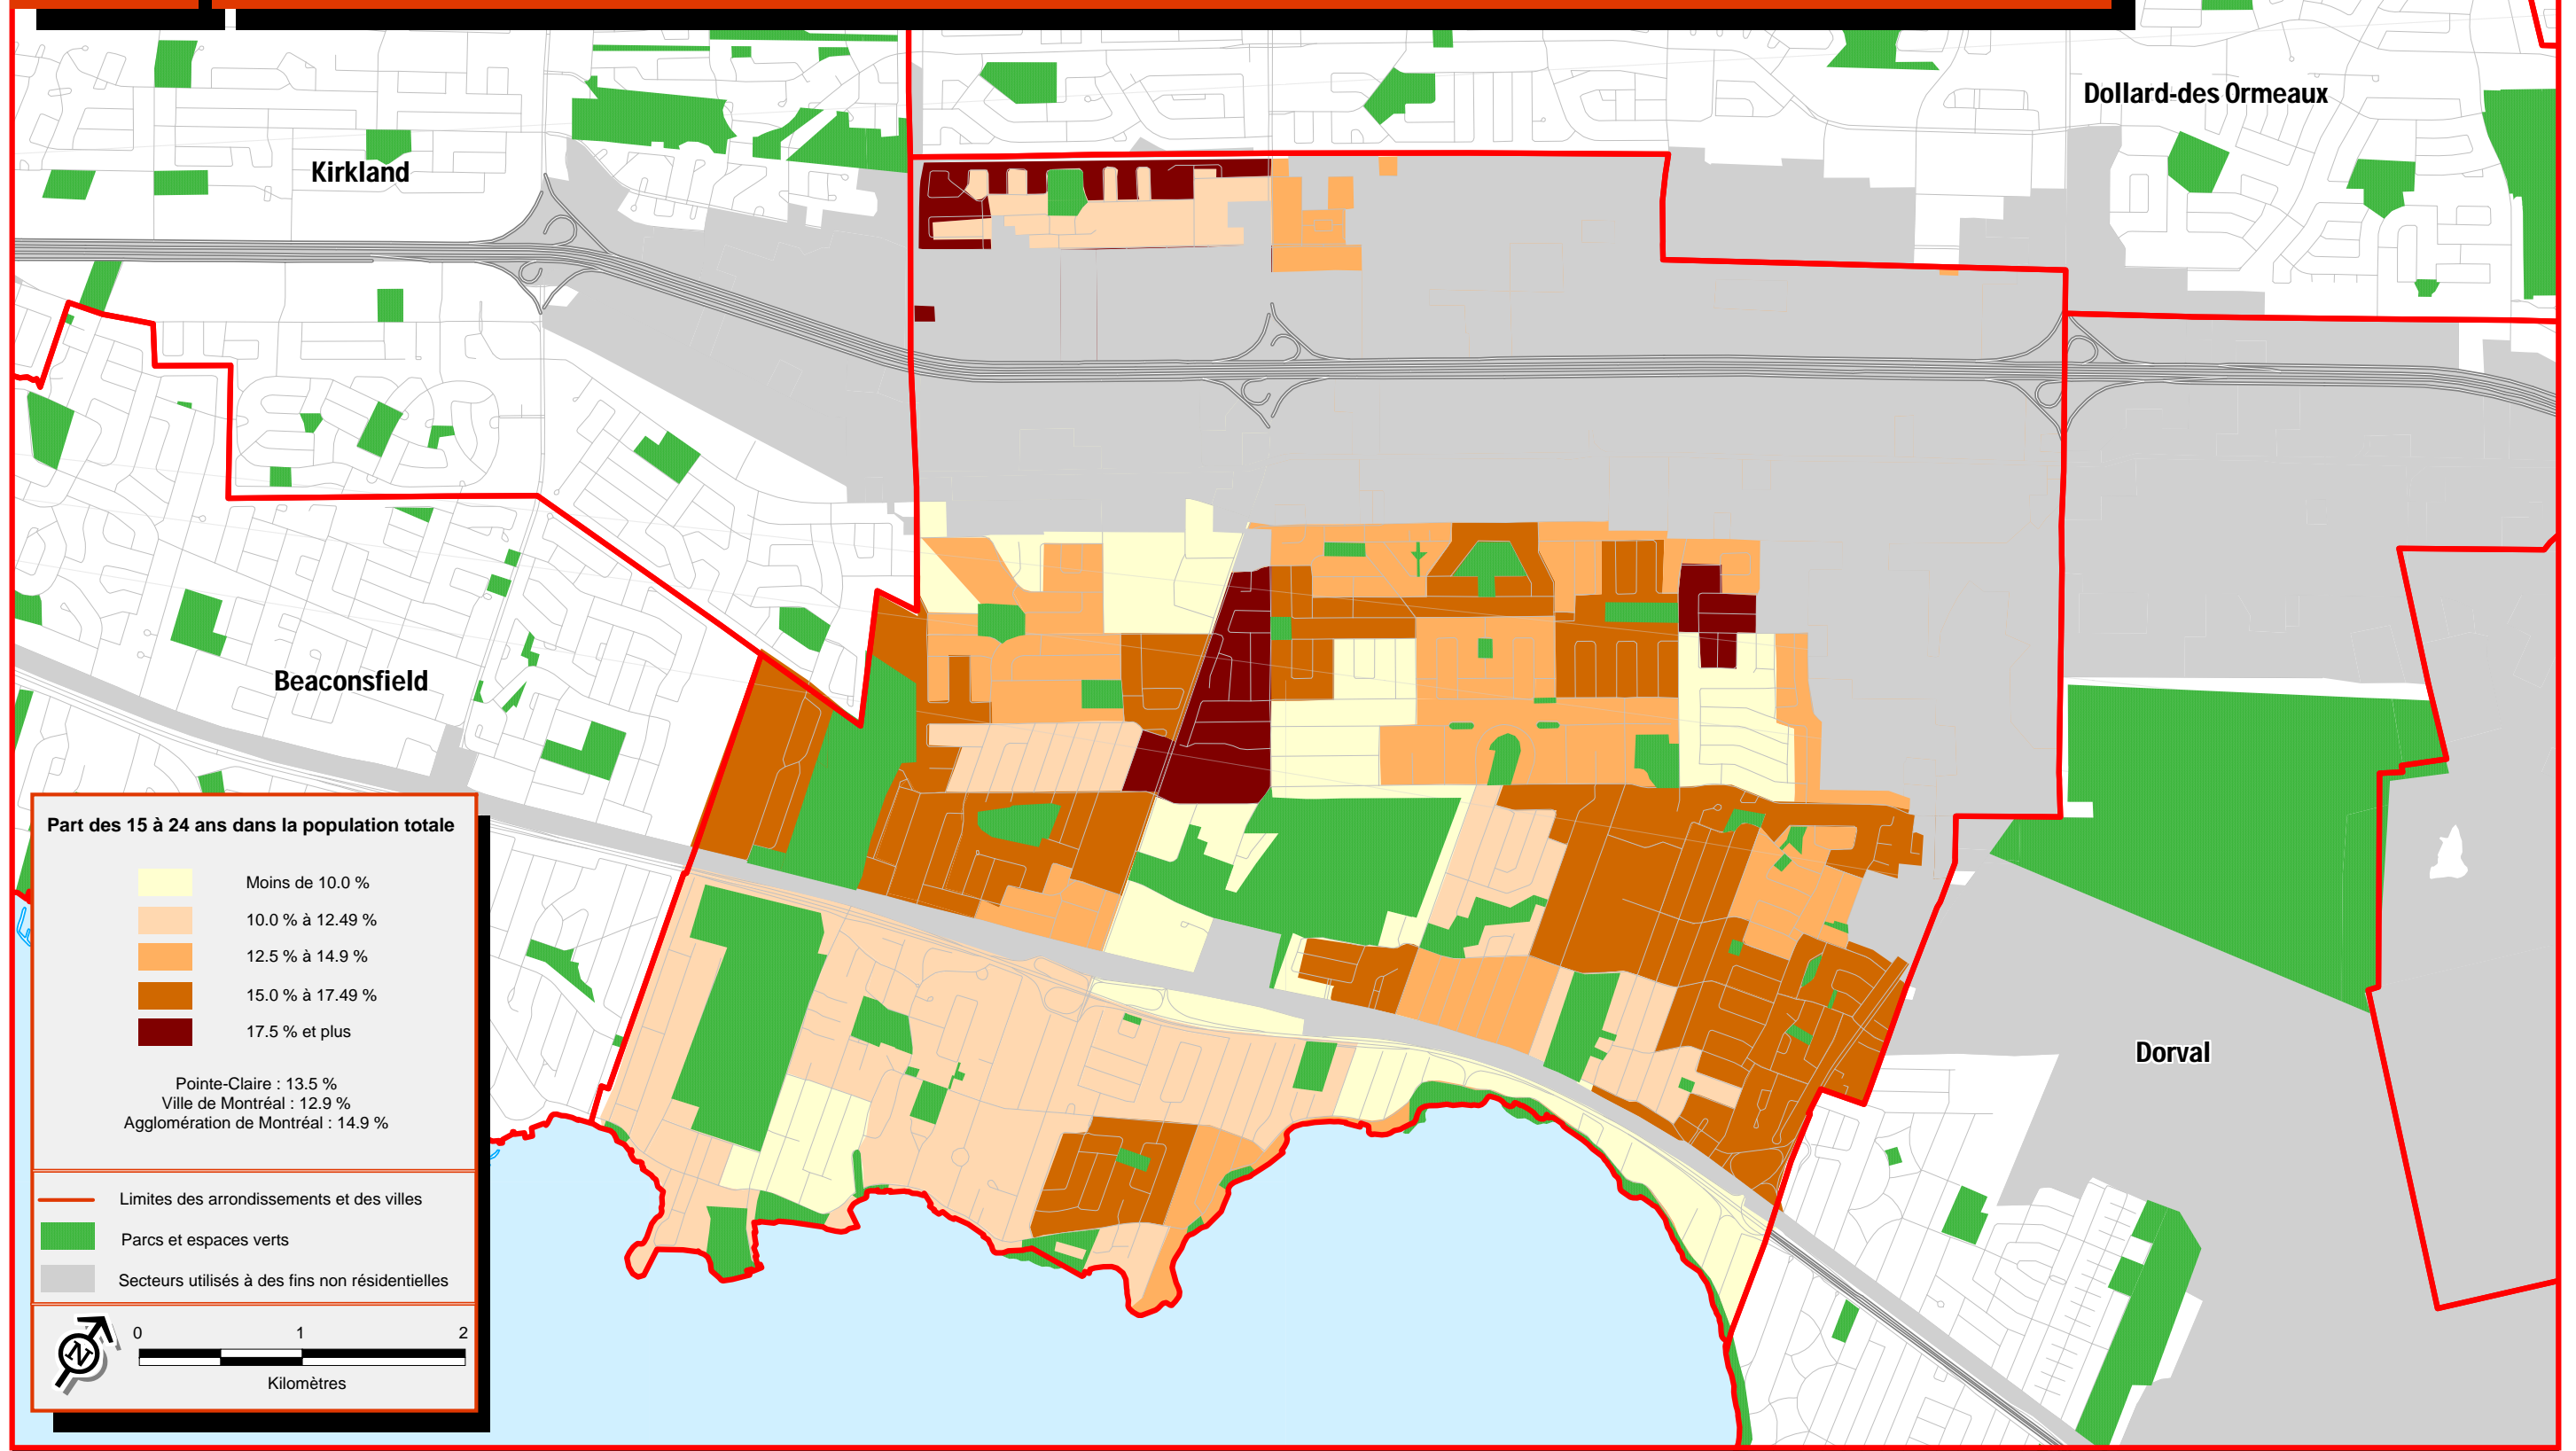 Dollard-des Ormeaux
Kirkland
Beaconsfield
Dorval
Part des 15 à 24 ans dans la population totale
Moins de 10.0 %
10.0 % à 12.49 %
12.5 % à 14.9 %
15.0 % à 17.49 %
17.5 % et plus
Pointe-Claire : 13.5 %
Ville de Montréal : 12.9 %
Agglomération de Montréal : 14.9 %
Limites des arrondissements et des villes
Parcs et espaces verts
Secteurs utilisés à des fins non résidentielles
N
0 1 2
Kilomètres